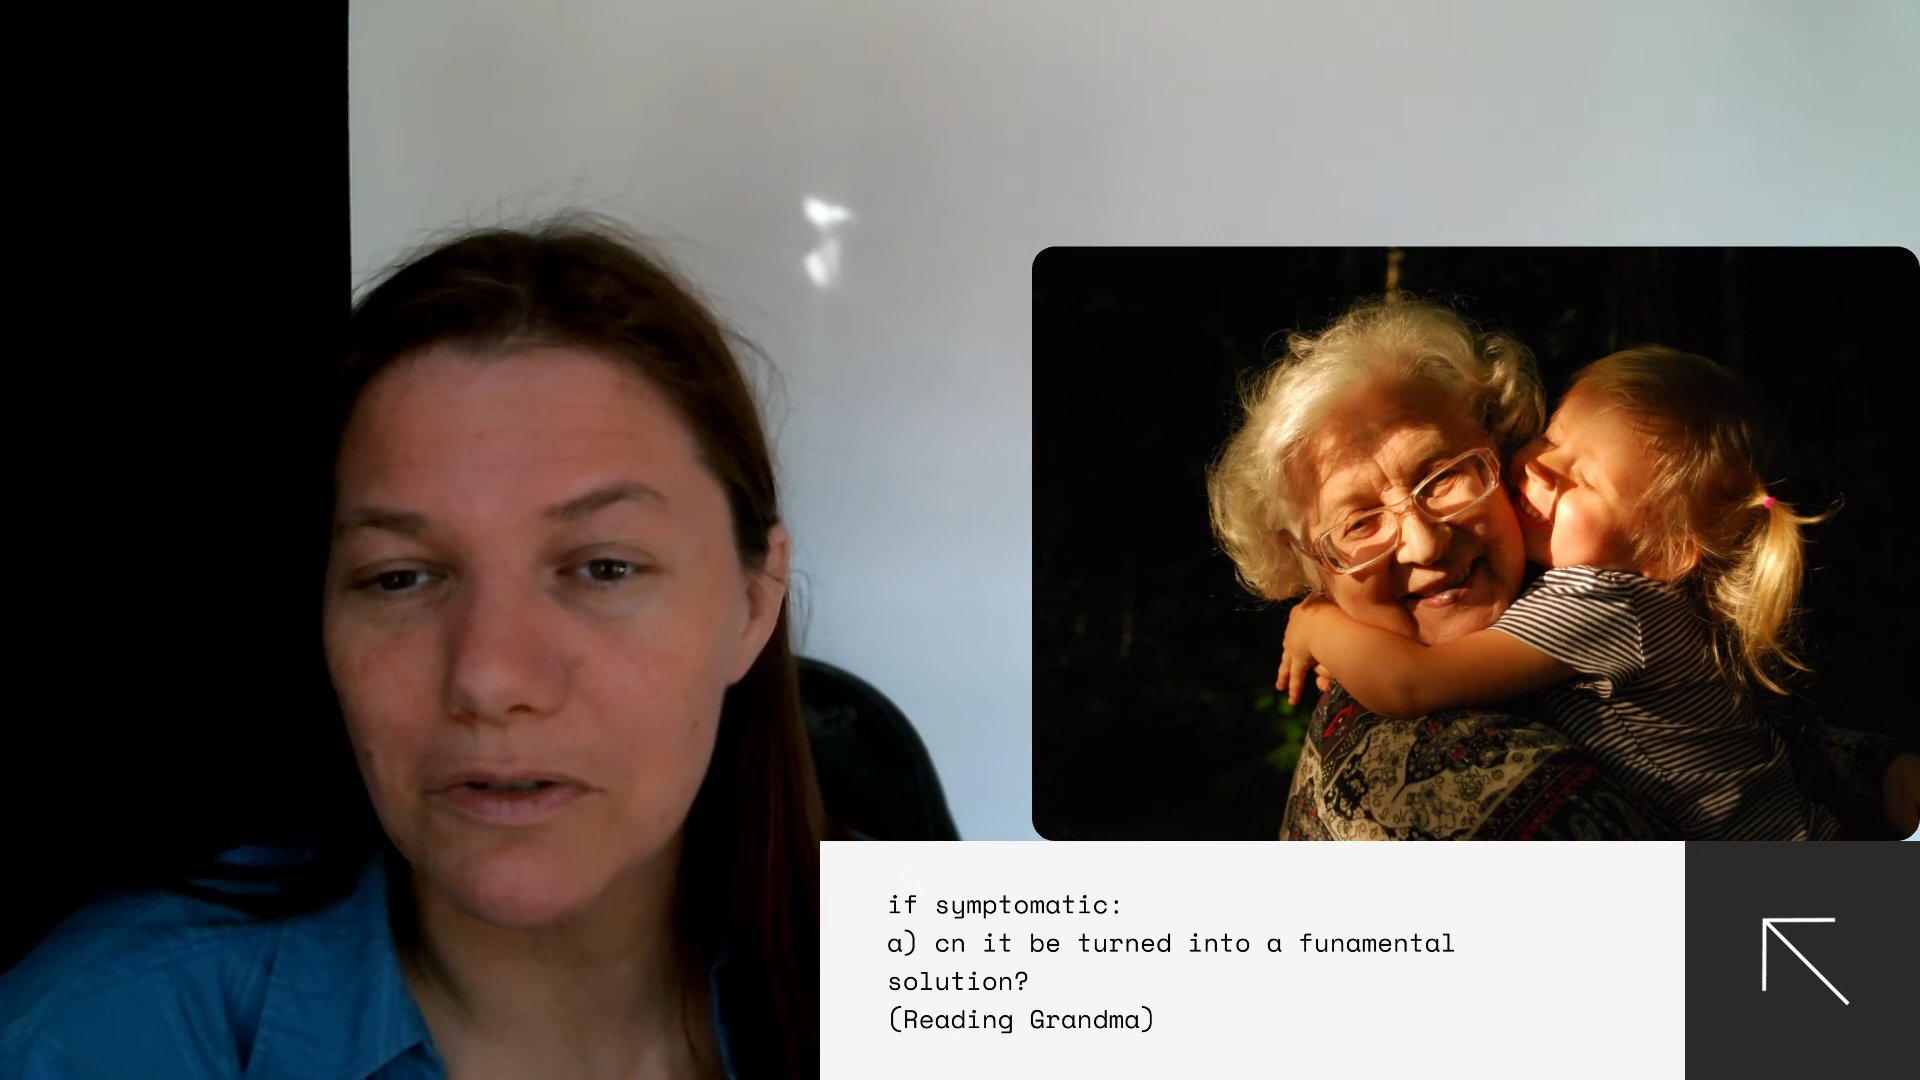 if symptomatic:
a) cn it be turned into a funamental
solution?
(Reading Grandma)